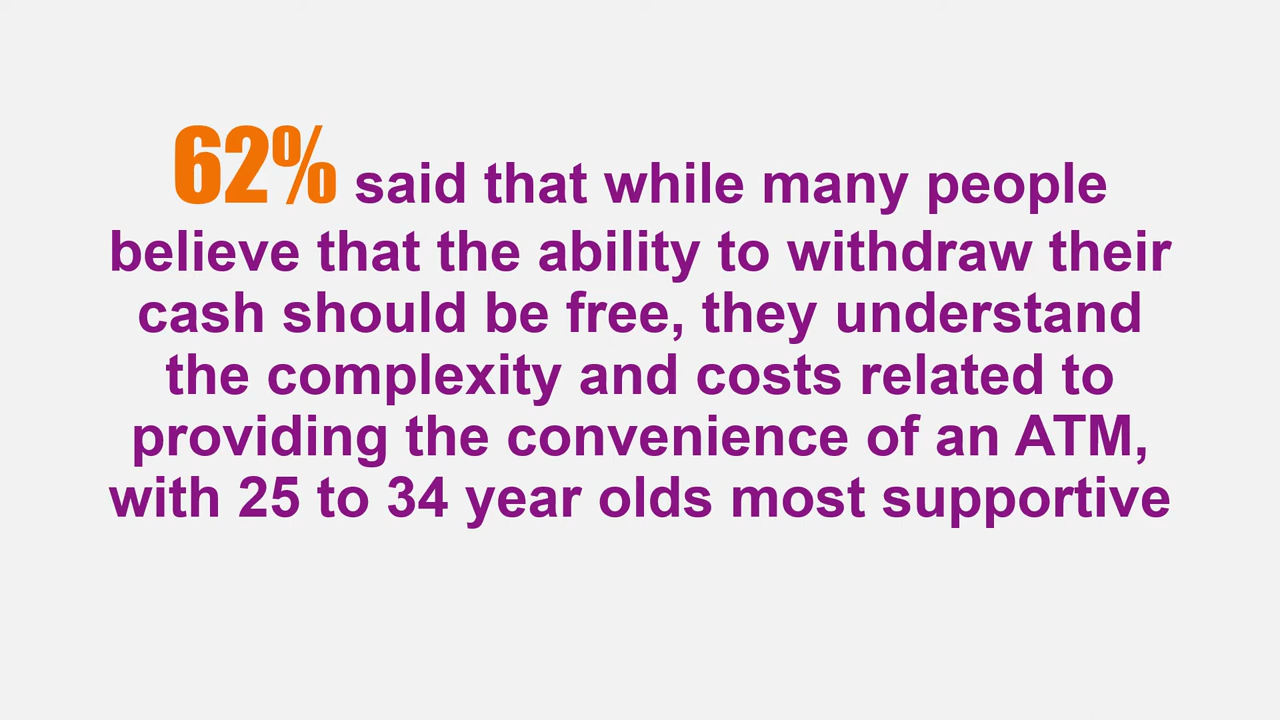 62% said that while many people
believe that the ability to withdraw their
cash should be free, they understand
the complexity and costs related to
providing the convenience of an ATM,
with 25 to 34 year olds most supportive